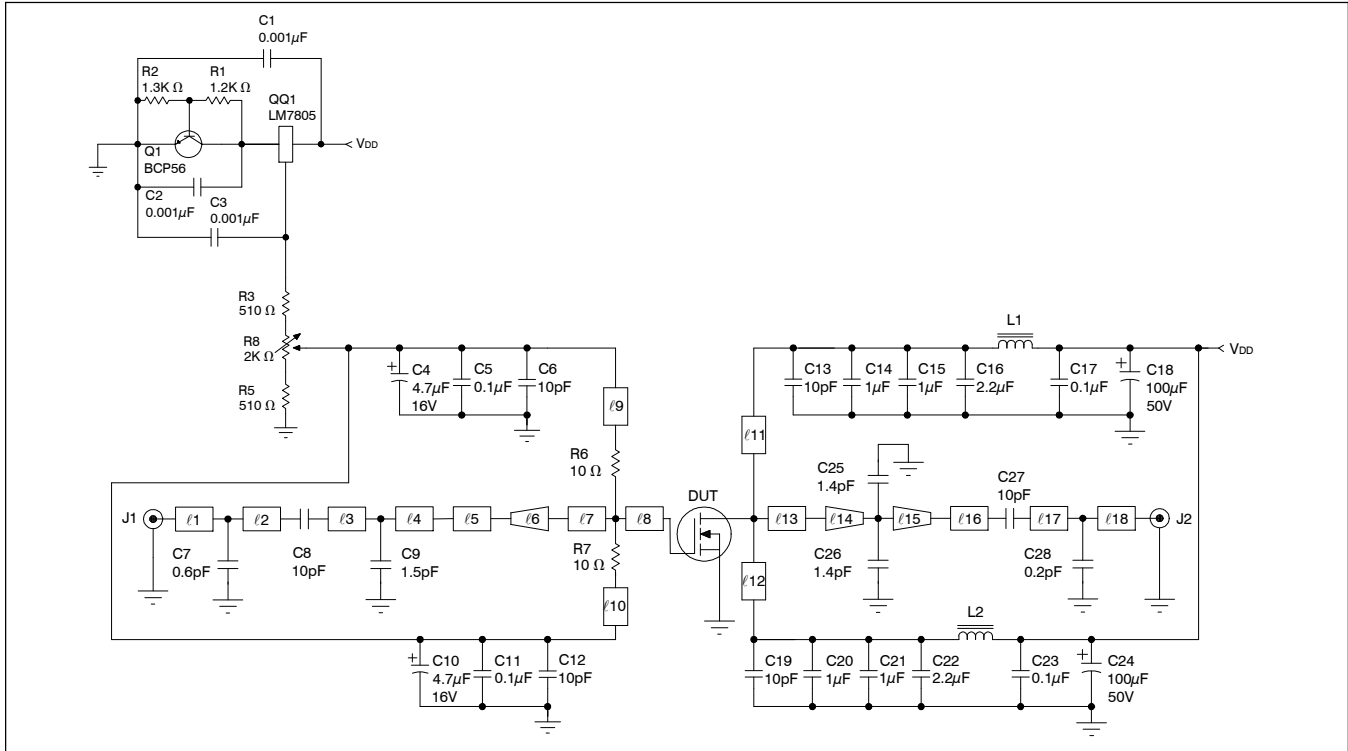 C1
0.001μF
R2
1.3K Ω
R1
1.2K Ω
QQ1
LM7805
VDD
Q1
BCP56
C2
0.001μF
C3
0.001μF
R3
510 Ω
R8
2K Ω
R5
510 Ω
C4
4.7μF
16V
C5
0.1μF
C6
10pF
ℓ9
R6
10 Ω
L1
VDD
C13
10pF
C14
1μF
C15
1μF
C16
2.2μF
C17
0.1μF
C18
100μF
50V
ℓ11
C25
1.4pF
C27
10pF
DUT
J1
ℓ1
ℓ2
ℓ3
ℓ4
ℓ5
ℓ6
ℓ7
ℓ8
ℓ13
ℓ14
ℓ15
ℓ16
ℓ17
ℓ18
J2
C7
0.6pF
C8
10pF
C9
1.5pF
R7
10 Ω
C26
1.4pF
C28
0.2pF
ℓ10
ℓ12
L2
C10
4.7μF
16V
C11
0.1μF
C12
10pF
C19
10pF
C20
1μF
C21
1μF
C22
2.2μF
C23
0.1μF
C24
100μF
50V